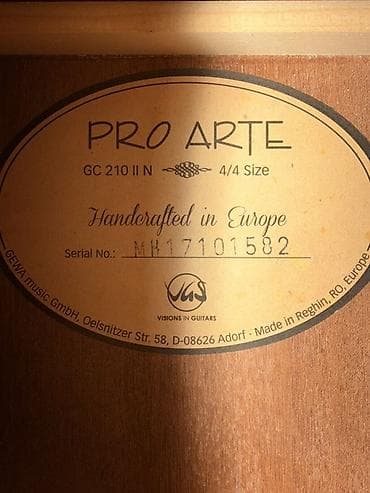 PRO ARTE
GC 210 II N 4/4 Size
Handcrafted in Europe
Serial No.: MH17101582
VGS
VISIONS IN GUITARS
GEWA music GmbH, Oelsnitzer Str. 58, D-08626 Adorf · Made in Reghin, RO, Europe